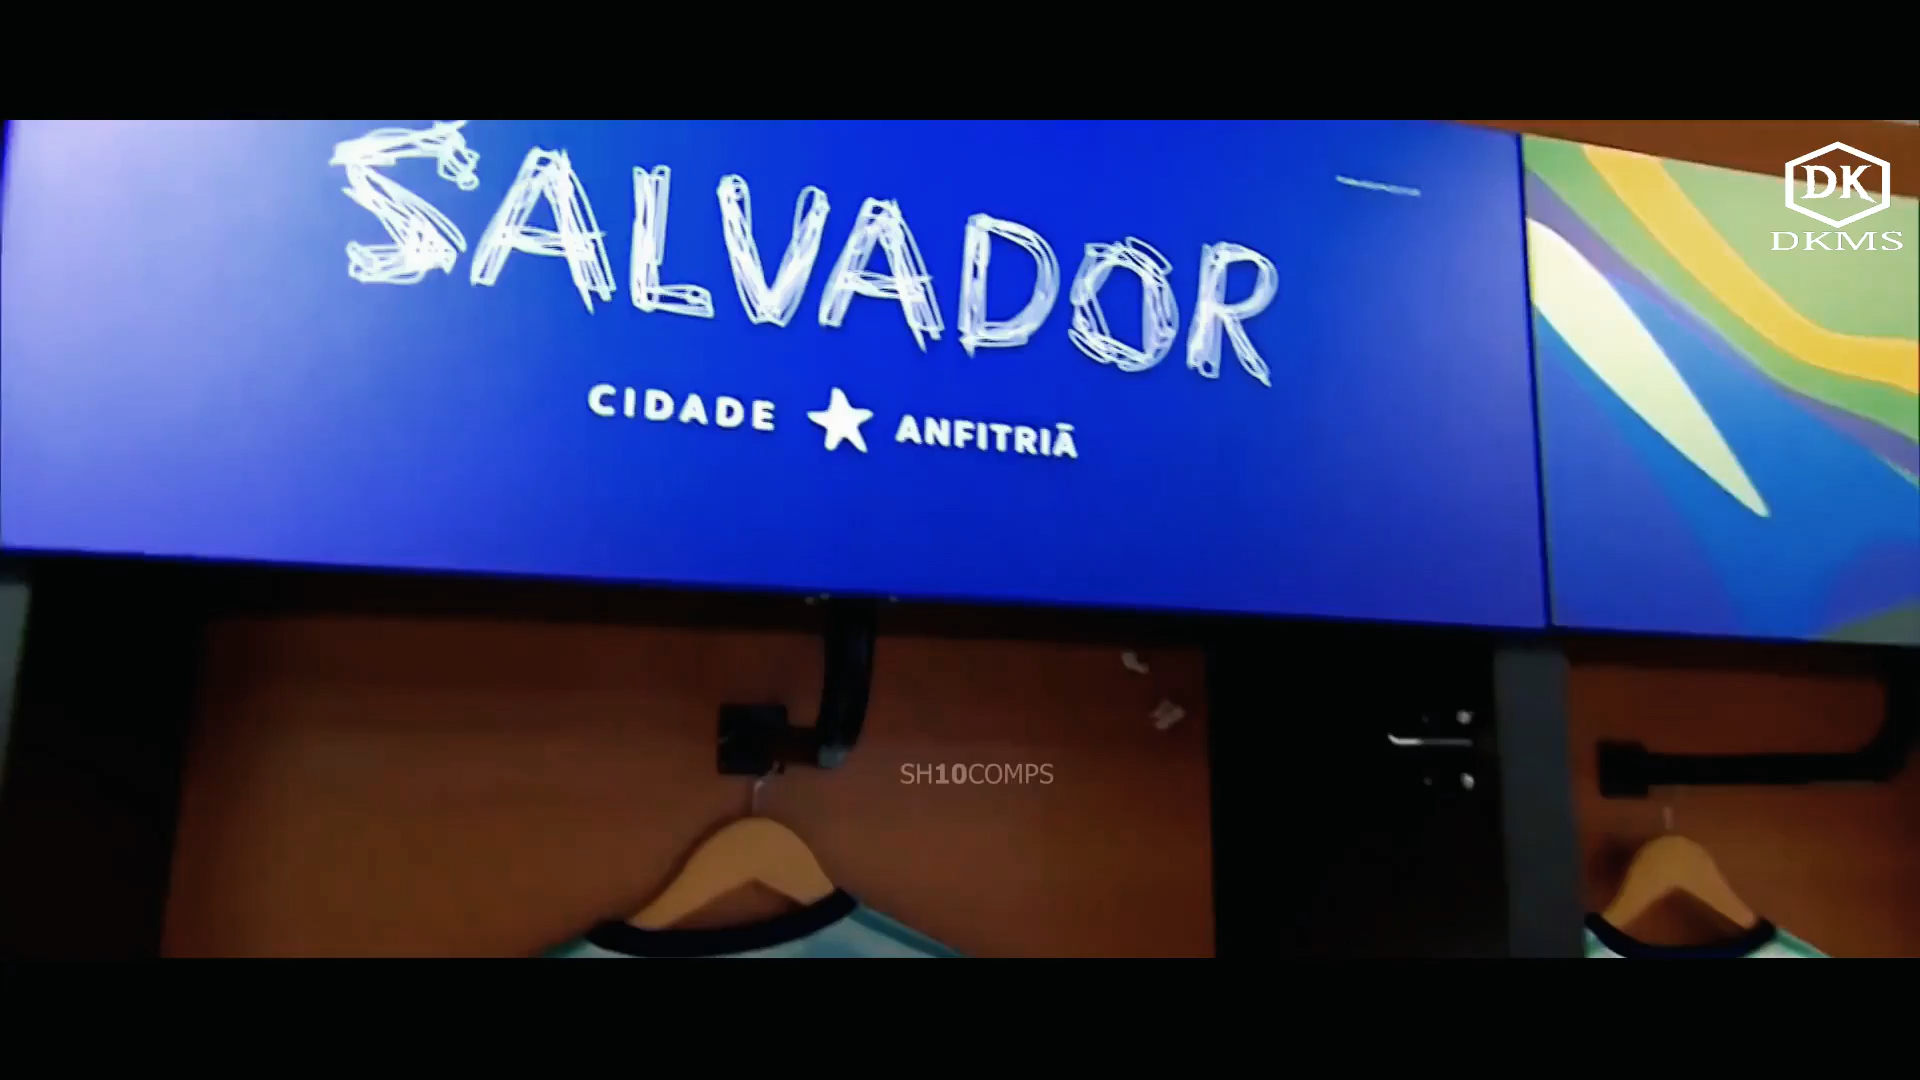 SALVADOR
CIDADE ★ ANFITRIÃ
DK
DKMS
SH10COMPS